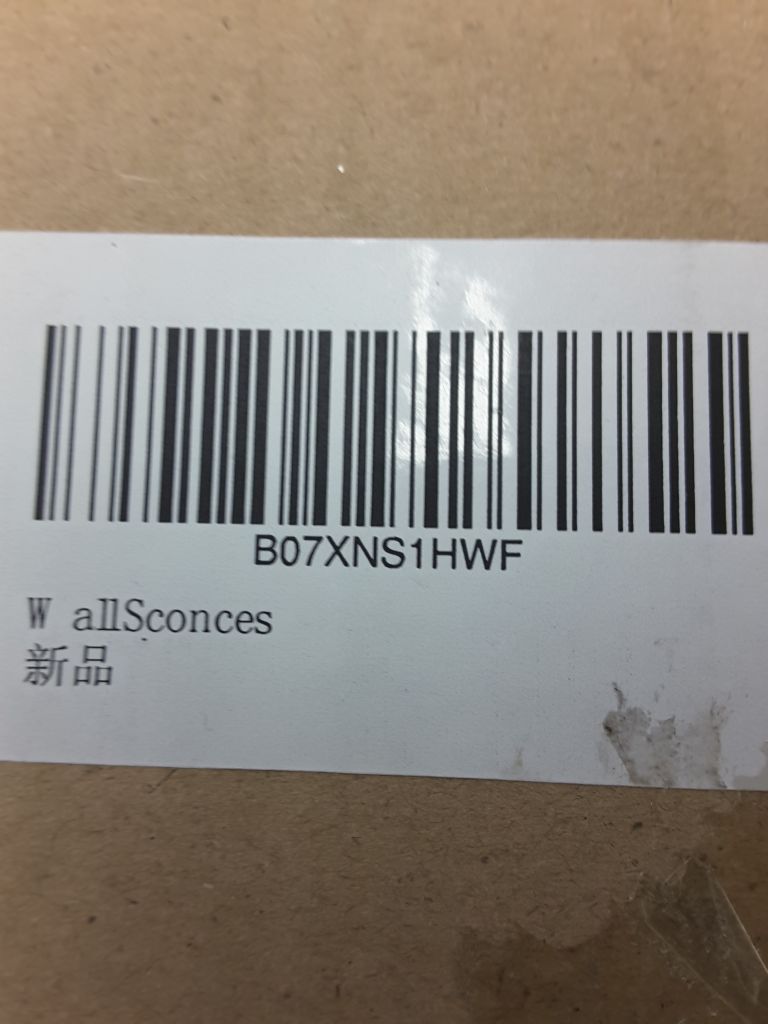 B07XNS1HWF
W allSconces
新品